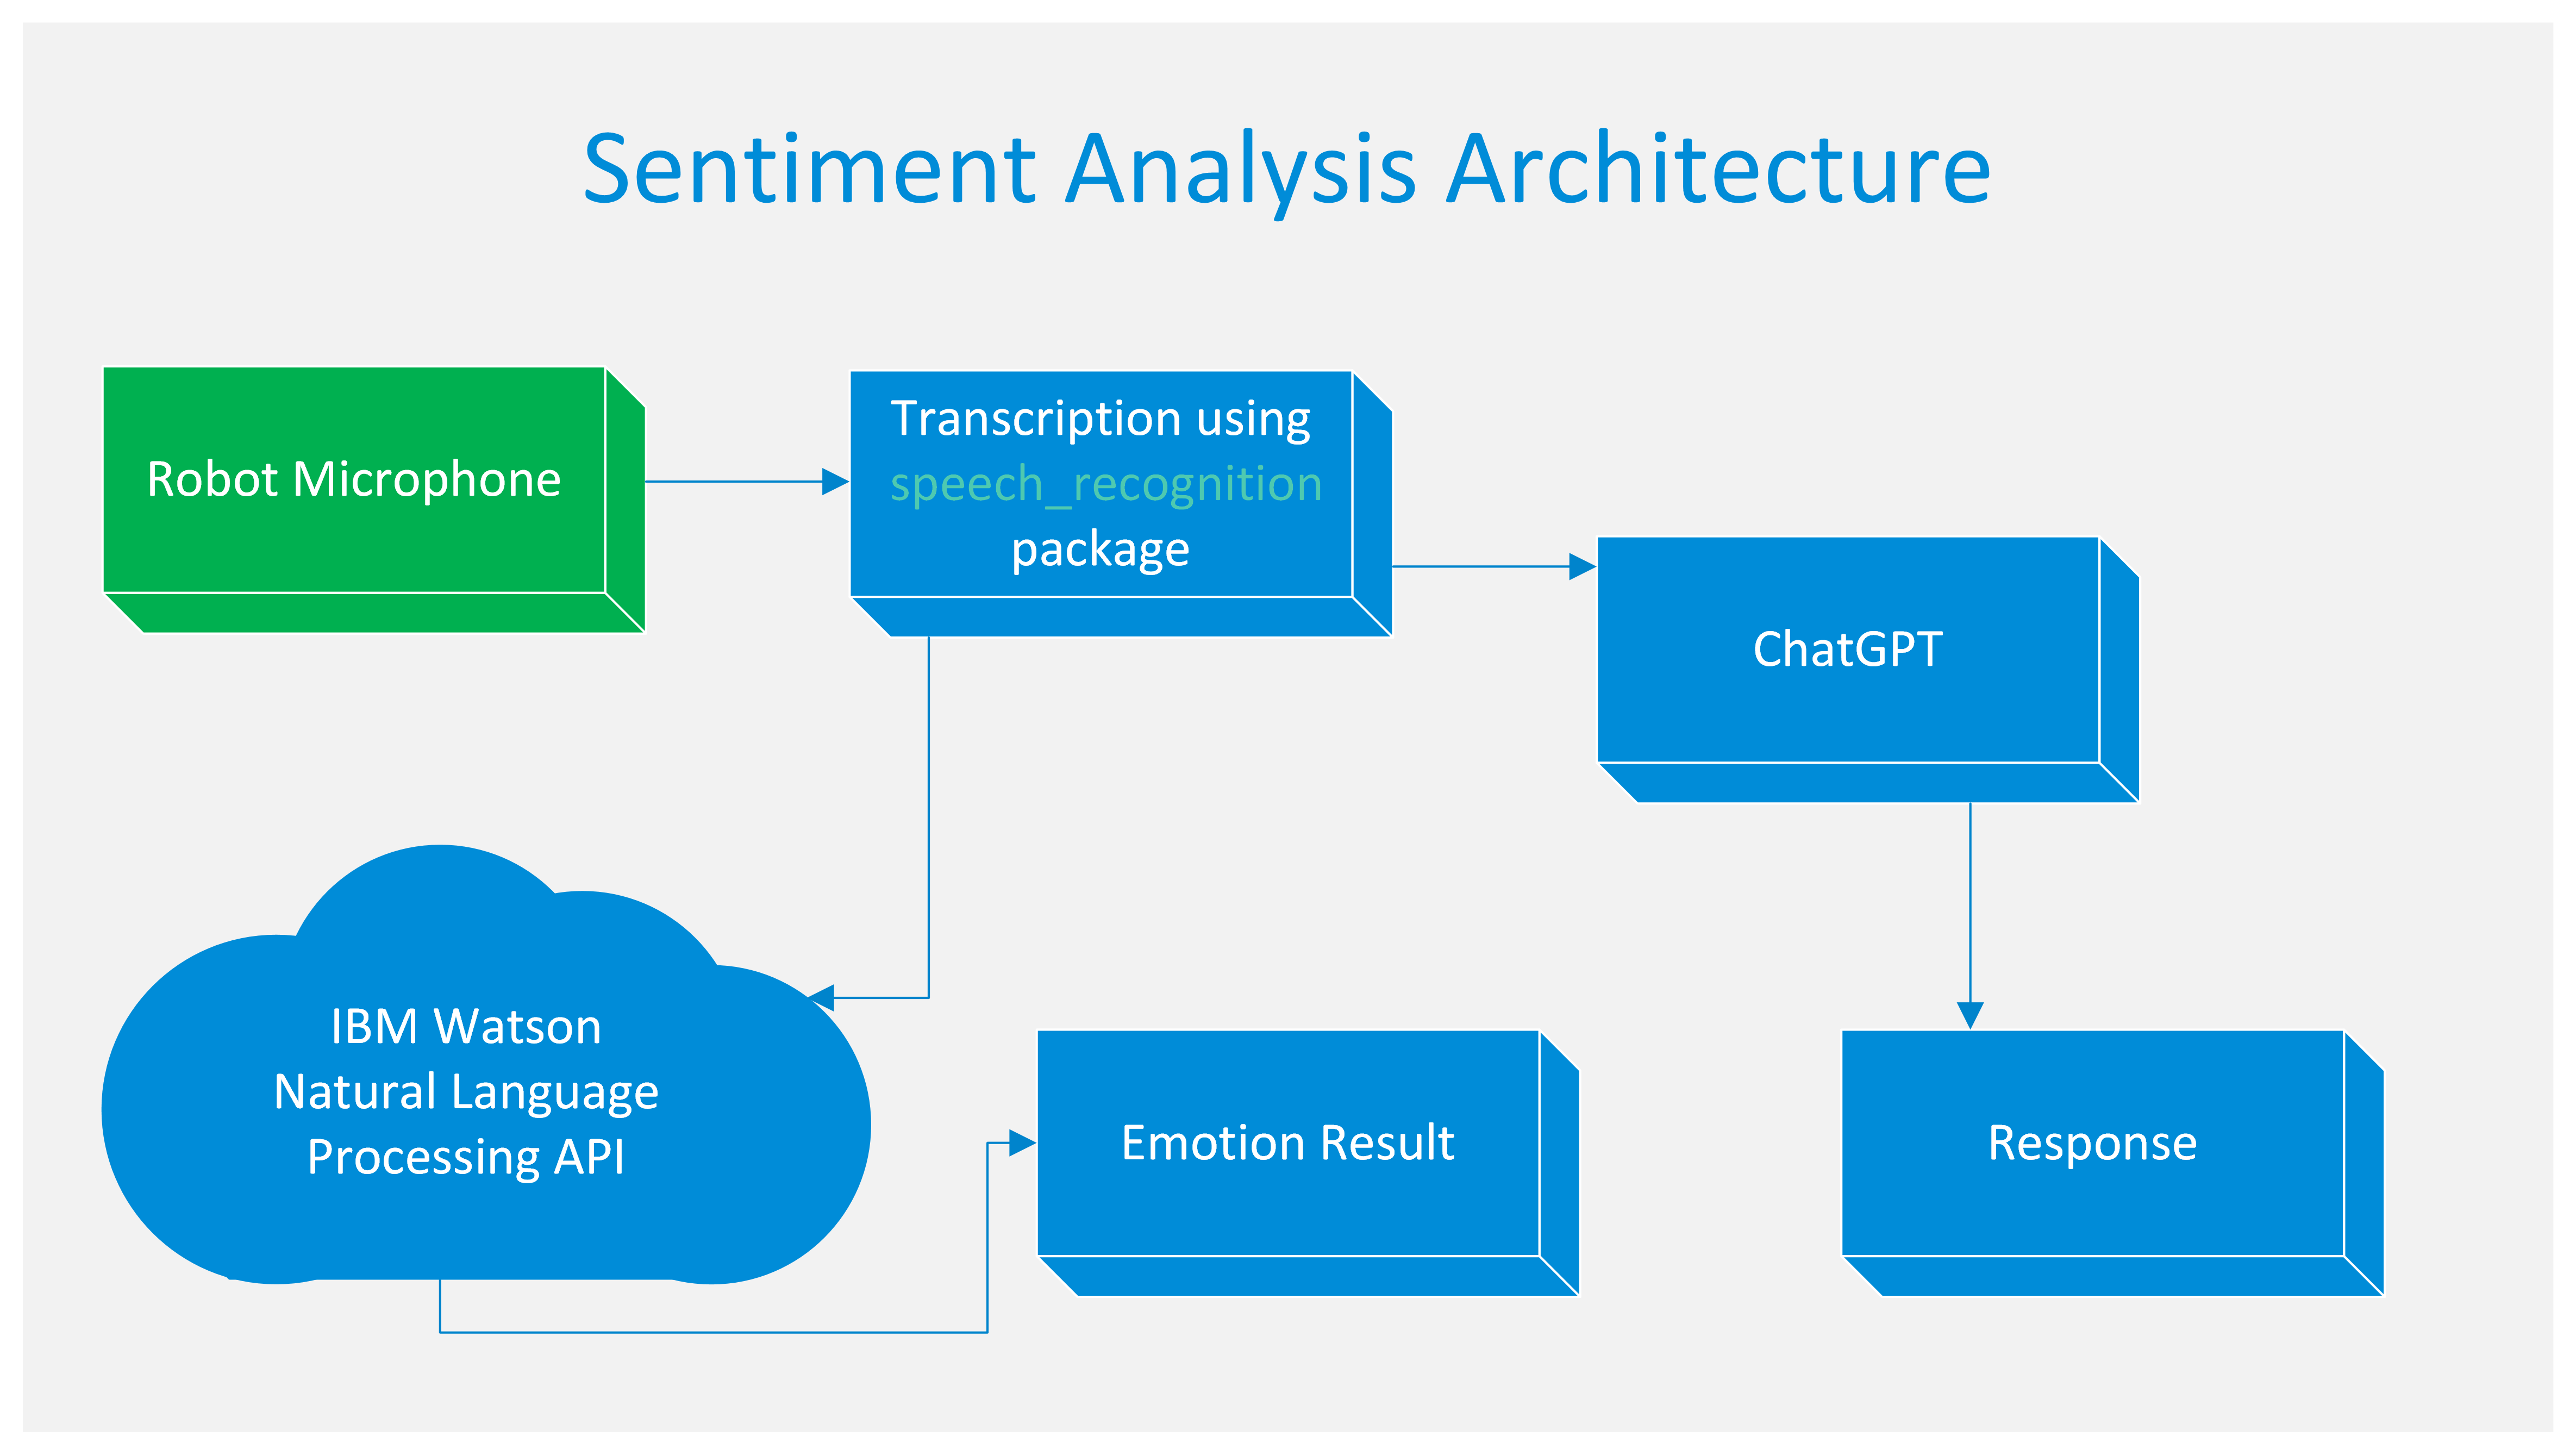 Sentiment Analysis Architecture
Robot Microphone
Transcription using
speech_recognition
package
ChatGPT
IBM Watson
Natural Language
Processing API
Emotion Result
Response